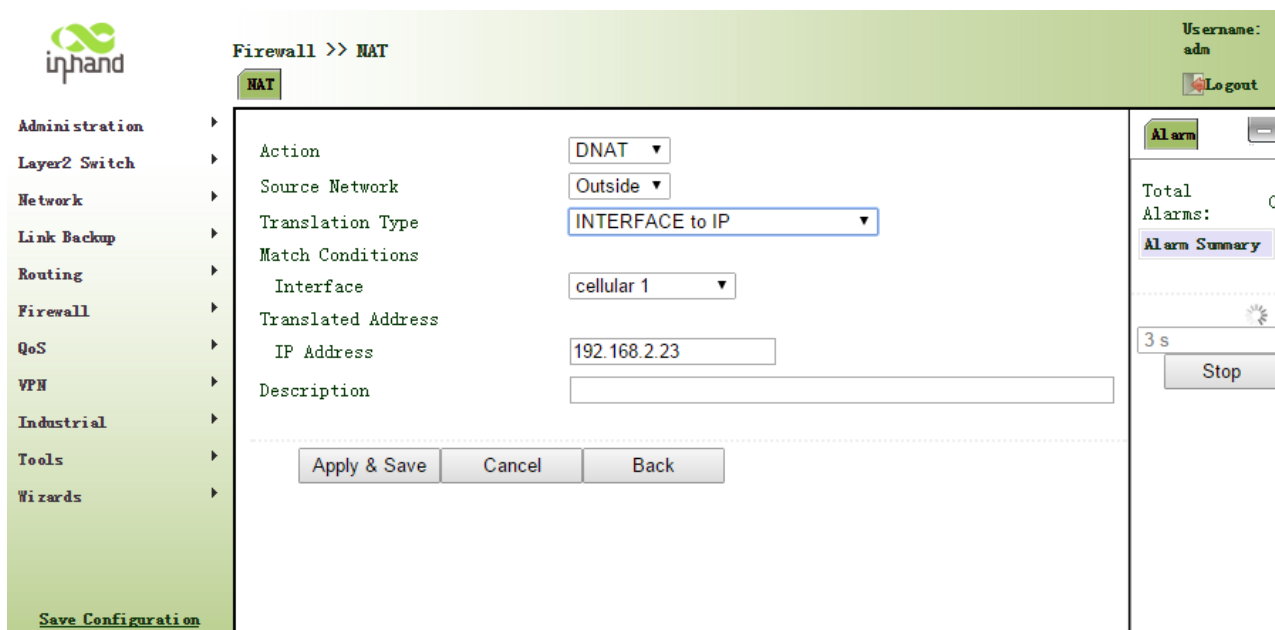 inhand
Firewall >> NAT
Username:
adm
NAT
Logout
Administration
Layer2 Switch
Network
Link Backup
Routing
Firewall
QoS
VPN
Industrial
Tools
Wizards
Save Configuration
Action DNAT
Source Network Outside
Translation Type INTERFACE to IP
Match Conditions
Interface cellular 1
Translated Address
IP Address 192.168.2.23
Description
Apply & Save Cancel Back
Alarm
Total
Alarms:
Alarm Summary
3 s
Stop